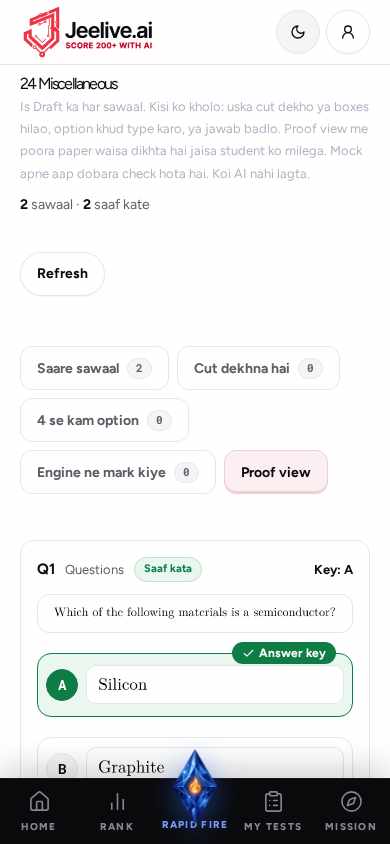 Jeelive.ai
SCORE 200+ WITH AI
24 Miscellaneous
Is Draft ka har sawaal. Kisi ko kholo: uska cut dekho ya boxes
hilao, option khud type karo, ya jawab badlo. Proof view me
poora paper waisa dikhta hai jaisa student ko milega. Mock
apne aap dobara check hota hai. Koi AI nahi lagta.
2 sawaal · 2 saaf kate
Refresh
Saare sawaal 2 Cut dekhna hai 0
4 se kam option 0
Engine ne mark kiye 0 Proof view
Q1 Questions Saaf kata Key: A
Which of the following materials is a semiconductor?
Answer key
A Silicon
B Graphite
HOME RANK RAPID FIRE MY TESTS MISSION